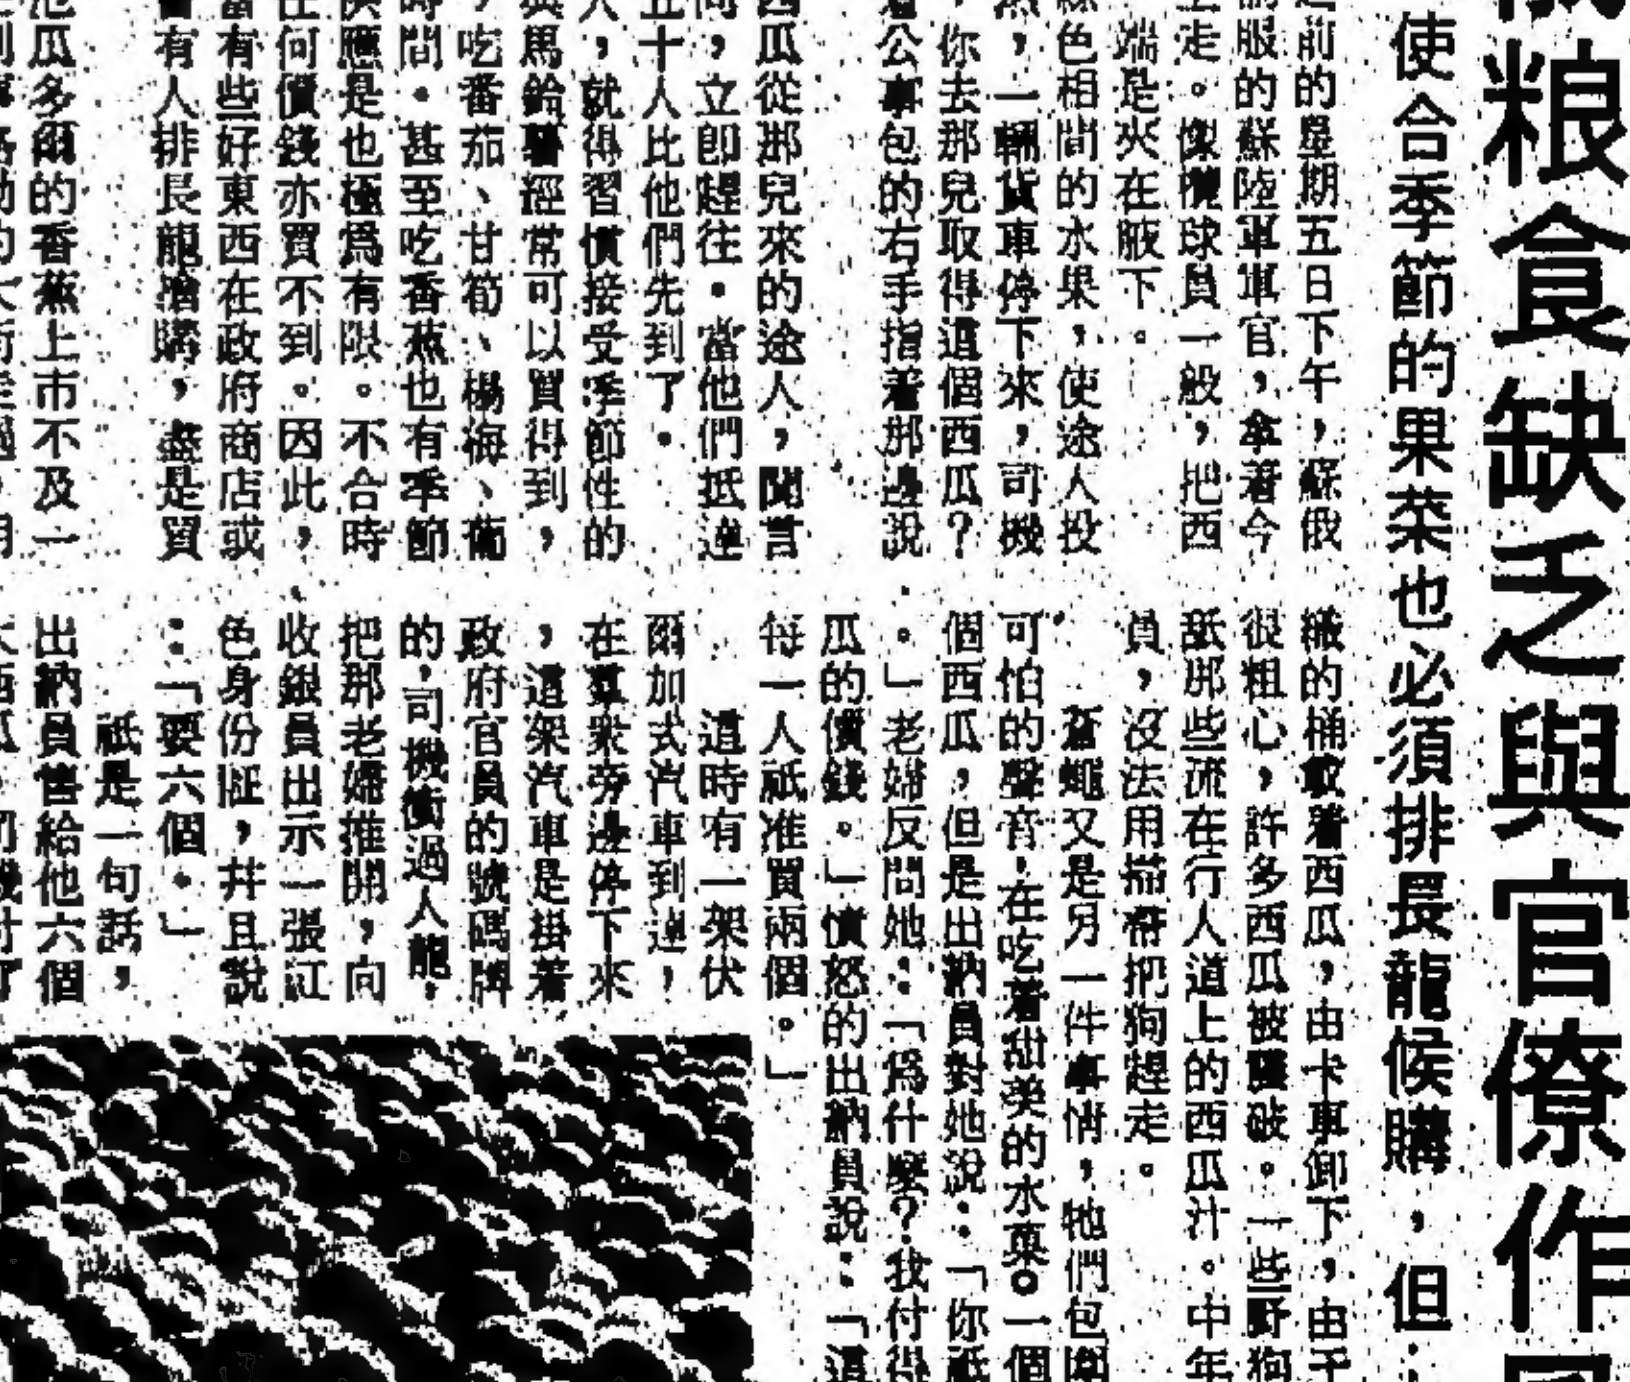 粮食缺乏與官僚作
使合季節的果菜也必須排長龍候購，但
前的星期五日下午，蘇俄
服的蘇陸軍軍官，拿着今
走。欖球員一般，把西
端是夾在腋下。
色相間的水果，使途人投
，一輛貨車停下來，司機
，你去那兒取得這個西瓜？
公事包的右手指着那邊說
西瓜從那兒來的途人，聞言
，立卽趕往。當他們抵達
五十人比他們先到了。
人，就得習慣接受季節性的
馬鈴薯經常可以買得到，
，吃番茄、甘筍、楊梅、葡
時間。甚至吃香蕉也有季節
供應是也極爲有限。不合時
任何價錢亦買不到。因此，
當有些好東西在政府商店或
有人排長龍購，盡是買
瓜多爾的香蕉上市不及一
的桶載着西瓜，由卡車卸下，由于
很粗心，許多西瓜被破。一些野狗
舐那些流在行人道上的西瓜汁。中年
員，沒法用掃帚把狗趕走。
蒼蠅又是另一件事情，牠們包圍
可怕的聲音，在吃着甜美的水菓。一個
個西瓜，但是出納員對她說：「你祇
。」老婦反問她：「爲什麼？我付得
瓜的價錢。」憤怒的出納員說：「這
每一人祇准買兩個。」
這時有一架伏
爾加式汽車到達，
在羣衆旁邊停下來
，這架汽車是掛着
政府官員的號碼牌
的，司機衝過人龍，
把那老婦推開，向
收銀員出示一張紅
色身份証，并且說
：「要六個。」
祇是一句話，
出納員售給他六個